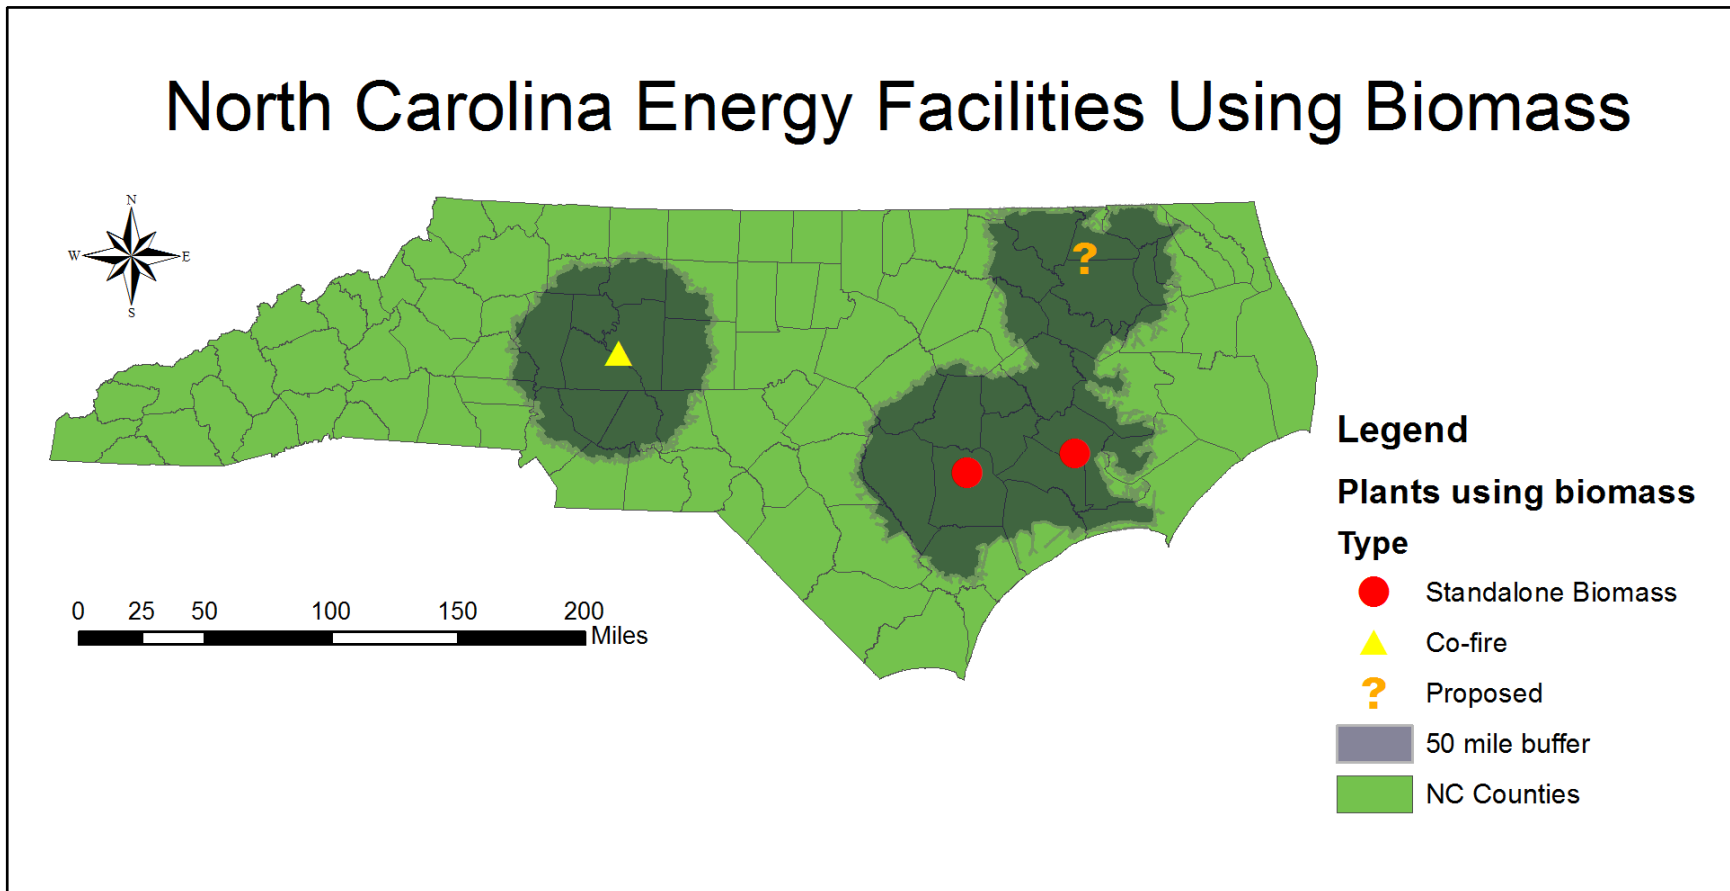 North Carolina Energy Facilities Using Biomass
N
W E
S
?
0 25 50 100 150 200
Miles
Legend
Plants using biomass
Type
Standalone Biomass
Co-fire
? Proposed
50 mile buffer
NC Counties